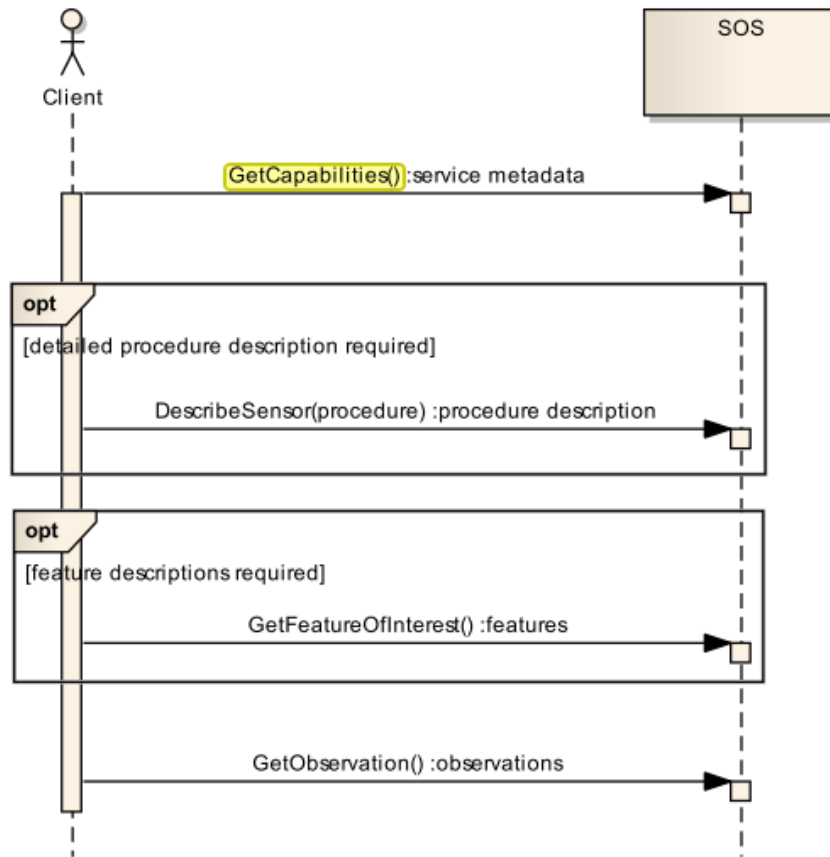 SOS
Client
GetCapabilities() :service metadata
opt
[detailed procedure description required]
DescribeSensor(procedure) :procedure description
opt
[feature descriptions required]
GetFeatureOfInterest() :features
GetObservation() :observations